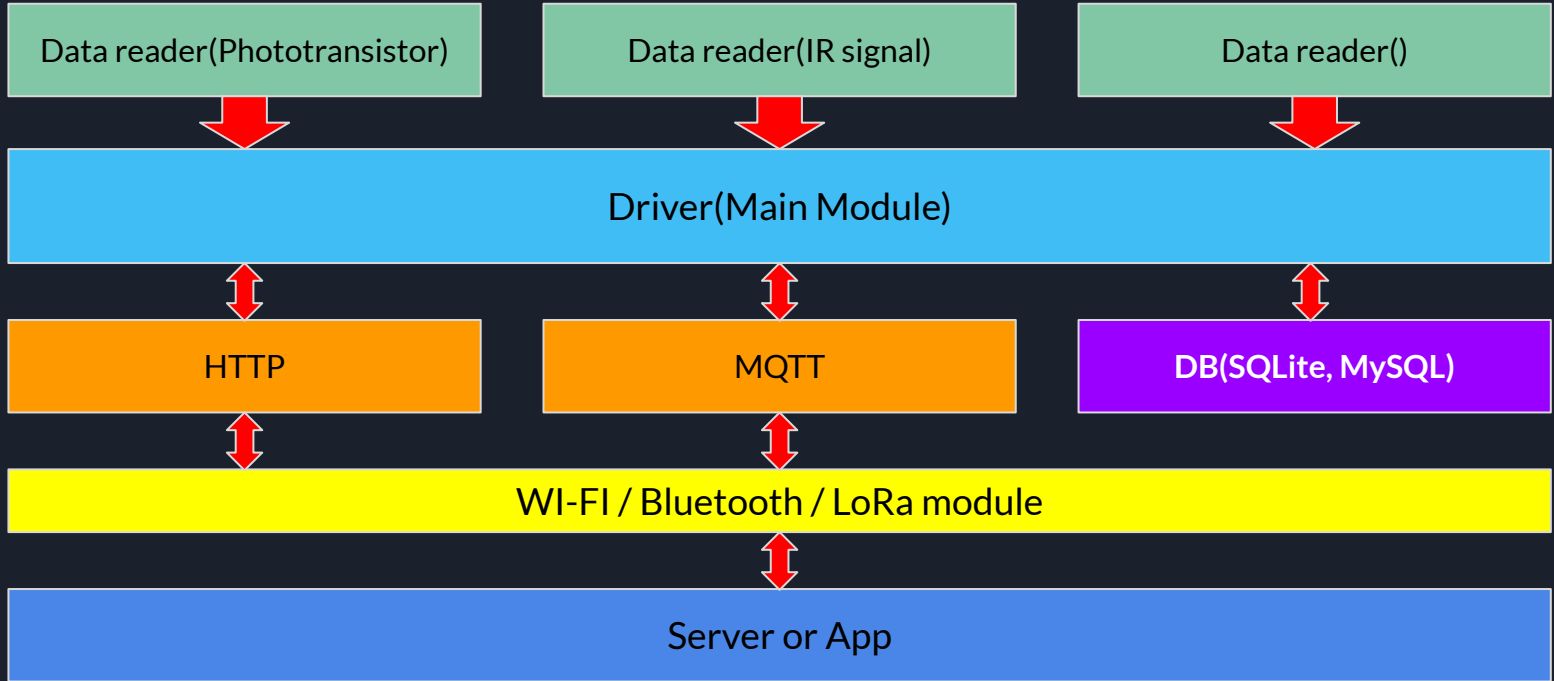 Data reader(Phototransistor)
Data reader(IR signal)
Data reader()
Driver(Main Module)
HTTP
MQTT
DB(SQLite, MySQL)
WI-FI / Bluetooth / LoRa module
Server or App